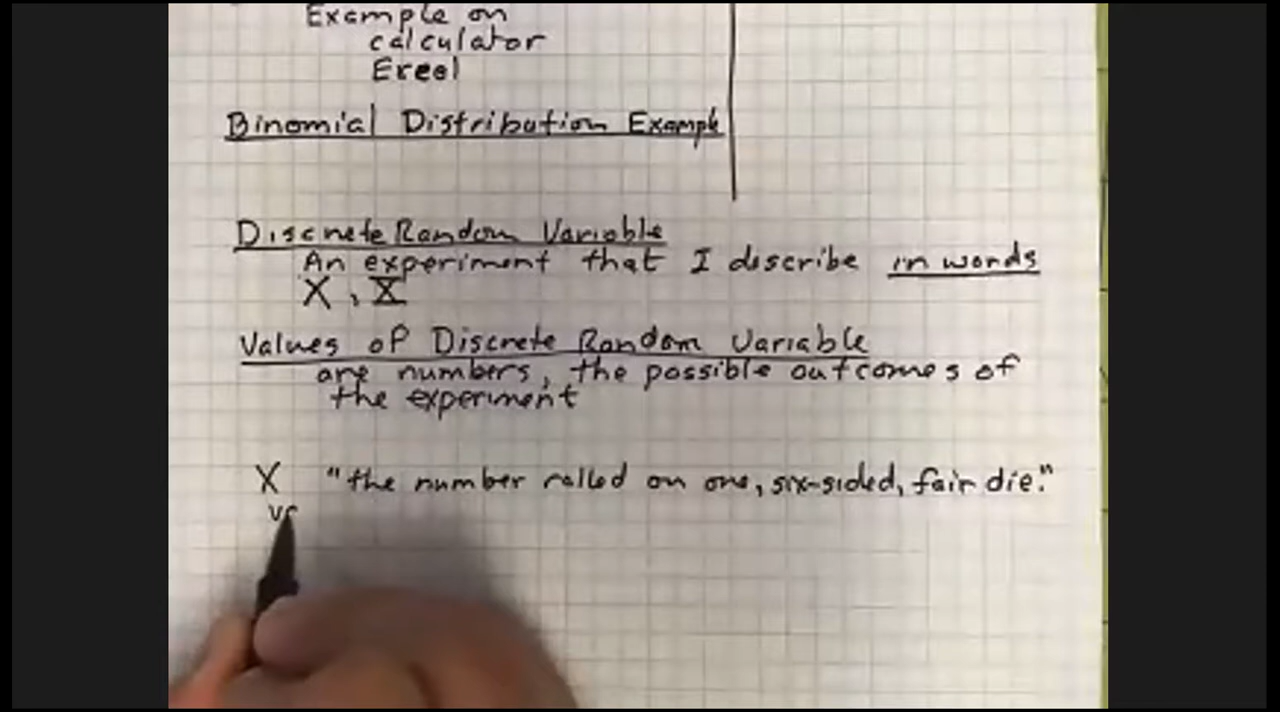 Example on
calculator
Excel
Binomial Distribution Example
Discrete Random Variable
An experiment that I describe in words
X, X
Values of Discrete Random Variable
are numbers, the possible outcomes of
the experiment
X "the number rolled on one, six-sided, fair die."